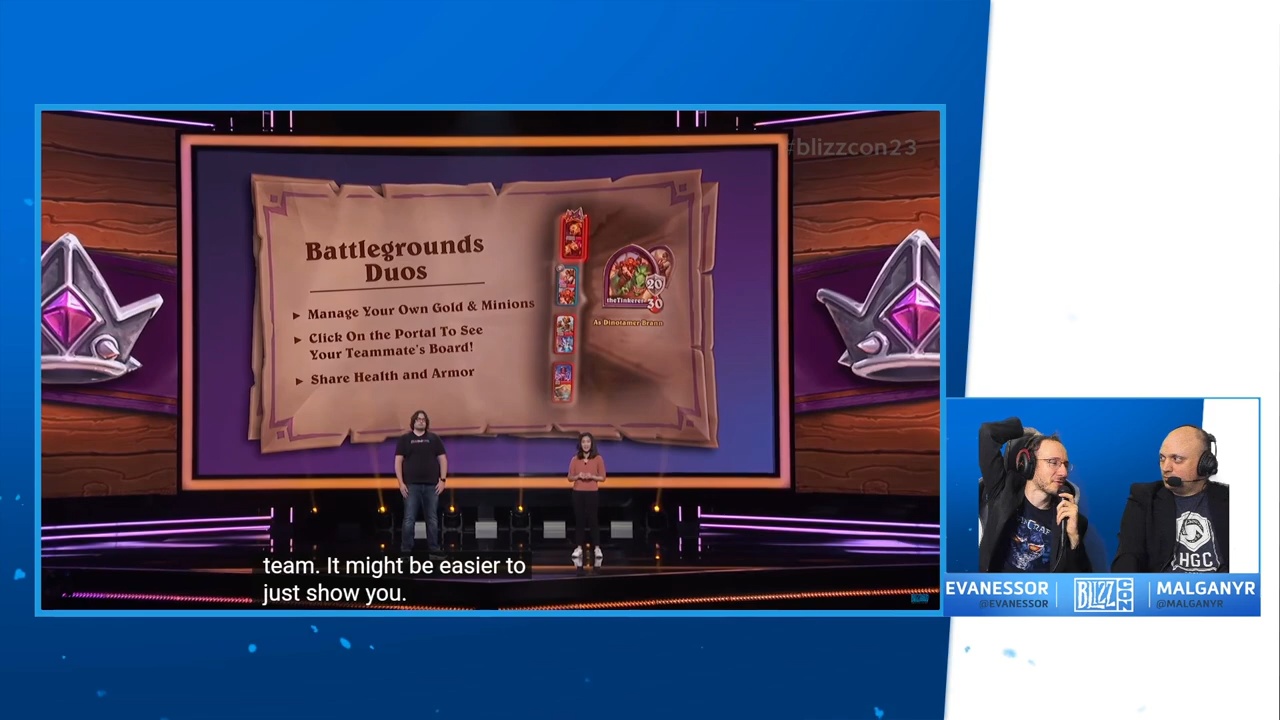 #blizzcon23
Battlegrounds
Duos
▸ Manage Your Own Gold & Minions
▸ Click On the Portal To See
Your Teammate's Board!
▸ Share Health and Armor
20
theTinkerer
30
As Dinotamer Brann
team. It might be easier to
just show you.
HGC
EVANESSOR
@EVANESSOR
BLIZZCON
MALGANYR
@MALGANYR